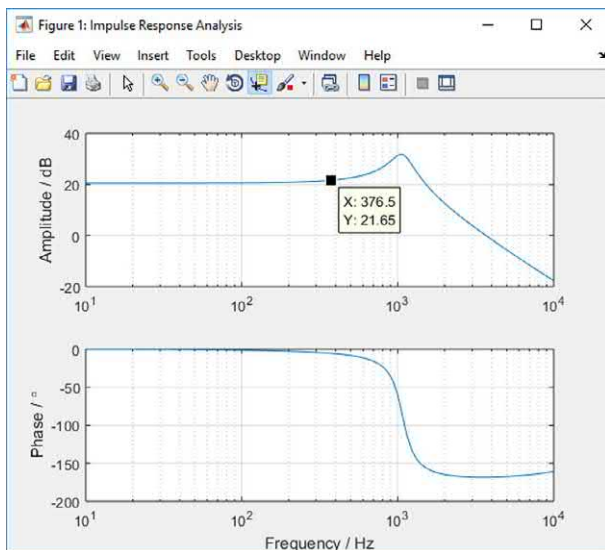 Figure 1: Impulse Response Analysis
File Edit View Insert Tools Desktop Window Help
40
20
0
-20
Amplitude / dB
X: 376.5
Y: 21.65
10^1 10^2 10^3 10^4
0
-50
-100
-150
-200
Phase / °
10^1 10^2 10^3 10^4
Frequency / Hz